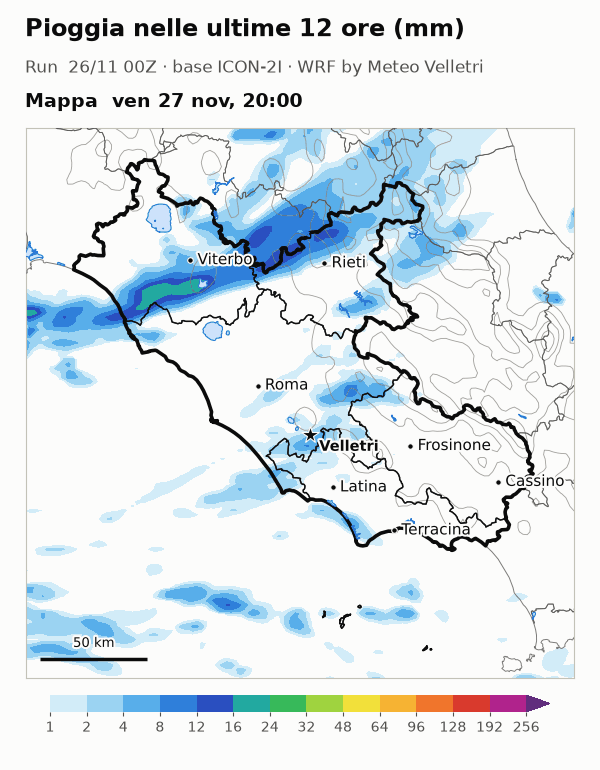 Pioggia nelle ultime 12 ore (mm)
Run 26/11 00Z · base ICON-2I · WRF by Meteo Velletri
Mappa ven 27 nov, 20:00
Viterbo
Rieti
Roma
Velletri
Frosinone
Latina
Cassino
Terracina
50 km
1 2 4 8 12 16 24 32 48 64 96 128 192 256